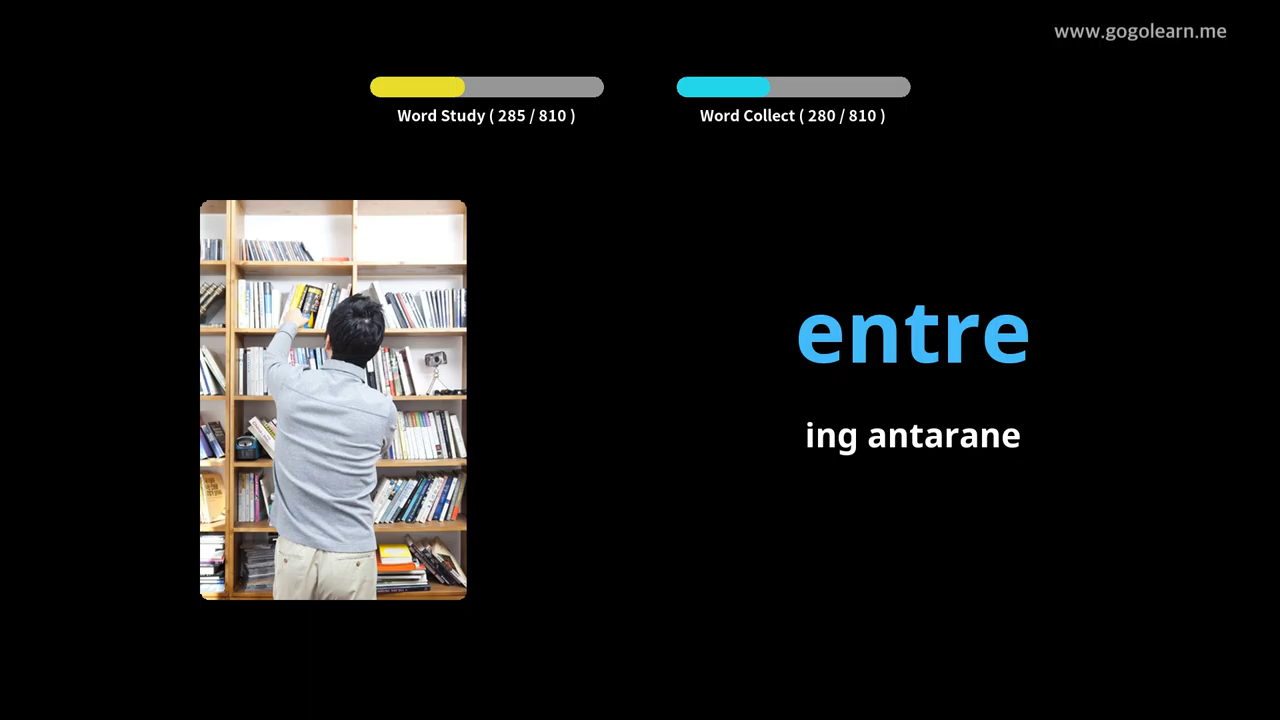 www.gogolearn.me
Word Study ( 285 / 810 )
Word Collect ( 280 / 810 )
entre
ing antarane